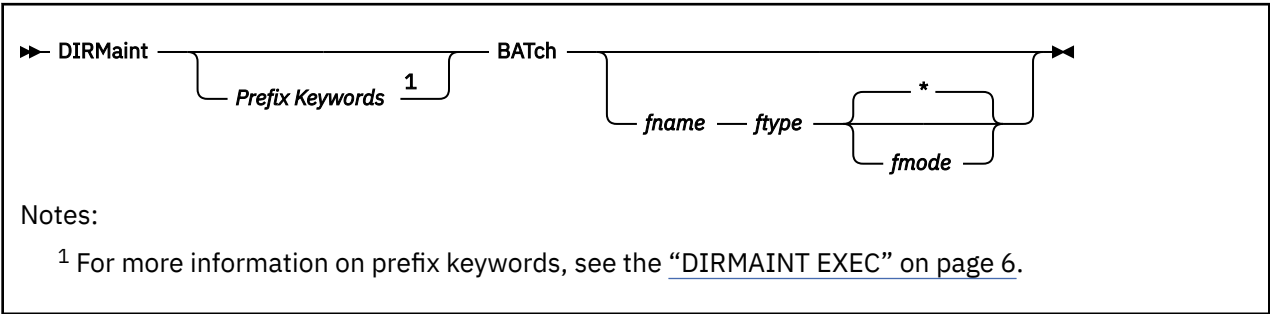 DIRMaint BATch
Prefix Keywords 1
*
fname ftype
fmode
Notes:
1 For more information on prefix keywords, see the “DIRMAINT EXEC” on page 6.